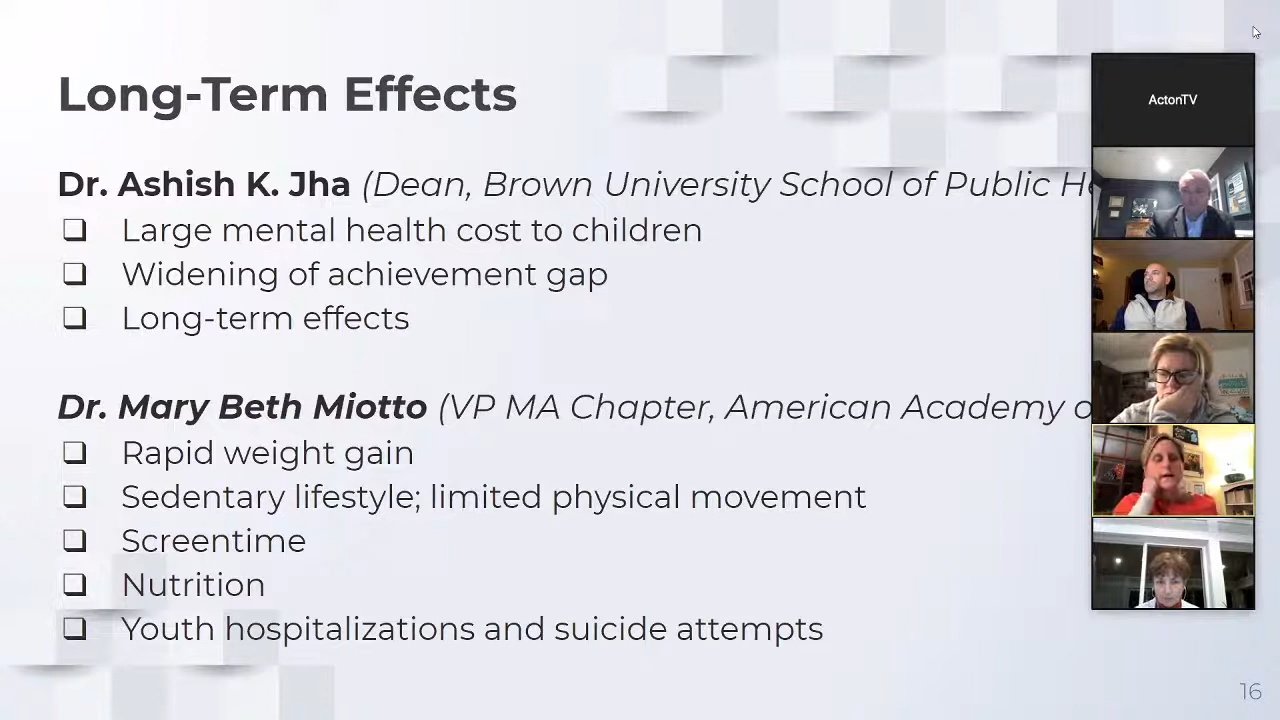 Long-Term Effects
ActonTV
Dr. Ashish K. Jha (Dean, Brown University School of Public
❑ Large mental health cost to children
❑ Widening of achievement gap
❑ Long-term effects
Dr. Mary Beth Miotto (VP MA Chapter, American Academy
❑ Rapid weight gain
❑ Sedentary lifestyle; limited physical movement
❑ Screentime
❑ Nutrition
❑ Youth hospitalizations and suicide attempts
16